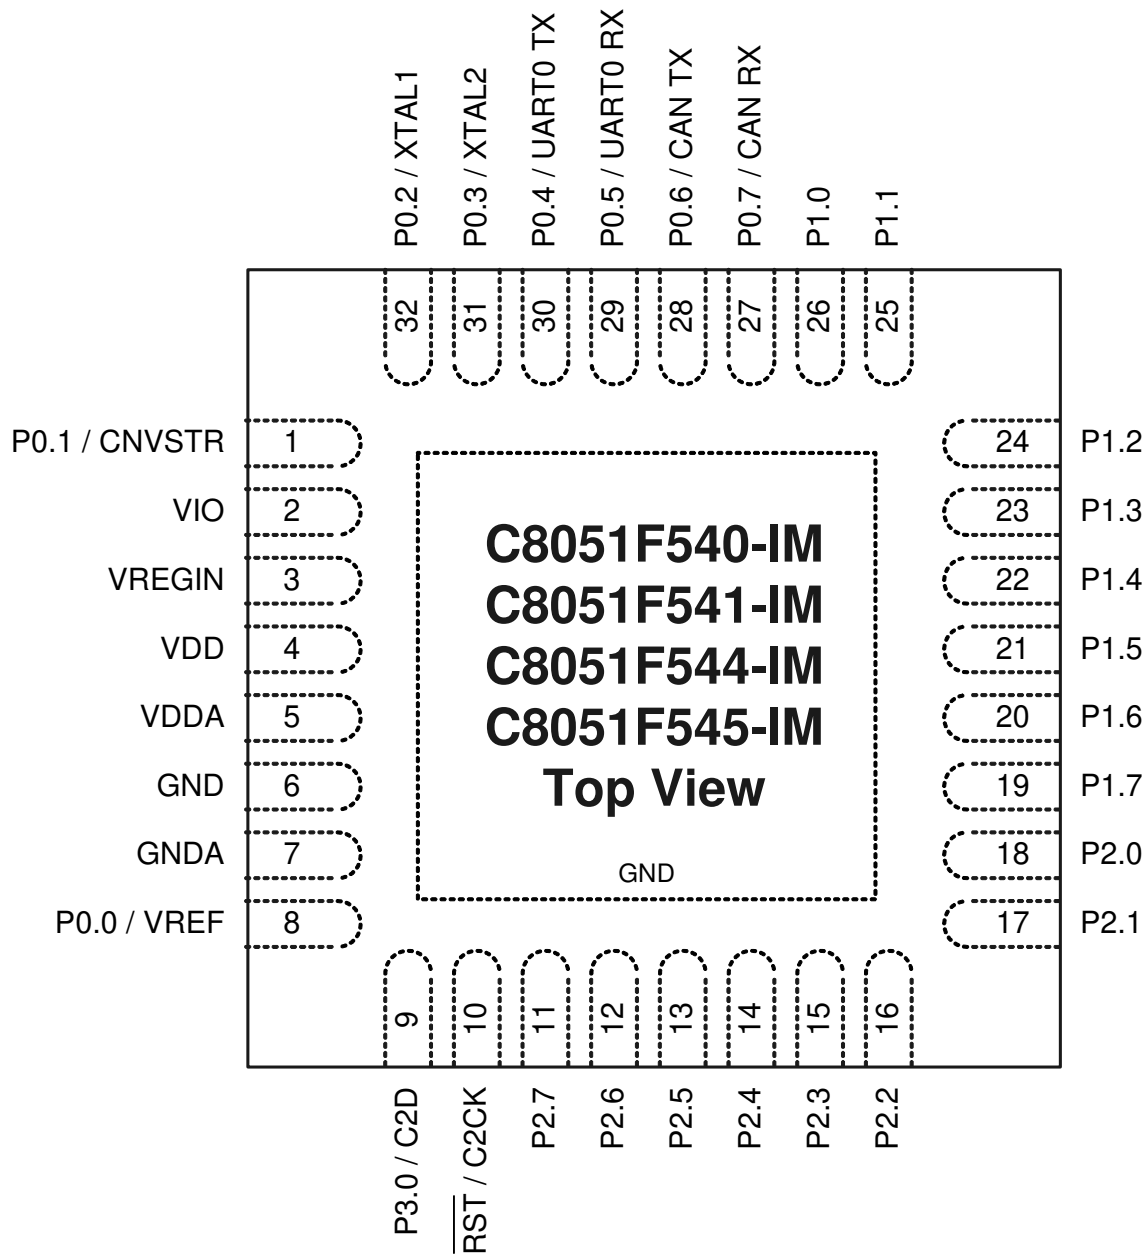 P0.2 / XTAL1
P0.3 / XTAL2
P0.4 / UART0 TX
P0.5 / UART0 RX
P0.6 / CAN TX
P0.7 / CAN RX
P1.0
P1.1
32
31
30
29
28
27
26
25
P0.1 / CNVSTR
1
VIO
2
VREGIN
3
VDD
4
VDDA
5
GND
6
GNDA
7
P0.0 / VREF
8
C8051F540-IM
C8051F541-IM
C8051F544-IM
C8051F545-IM
Top View
GND
24
P1.2
23
P1.3
22
P1.4
21
P1.5
20
P1.6
19
P1.7
18
P2.0
17
P2.1
9
10
11
12
13
14
15
16
P3.0 / C2D
RST / C2CK
P2.7
P2.6
P2.5
P2.4
P2.3
P2.2